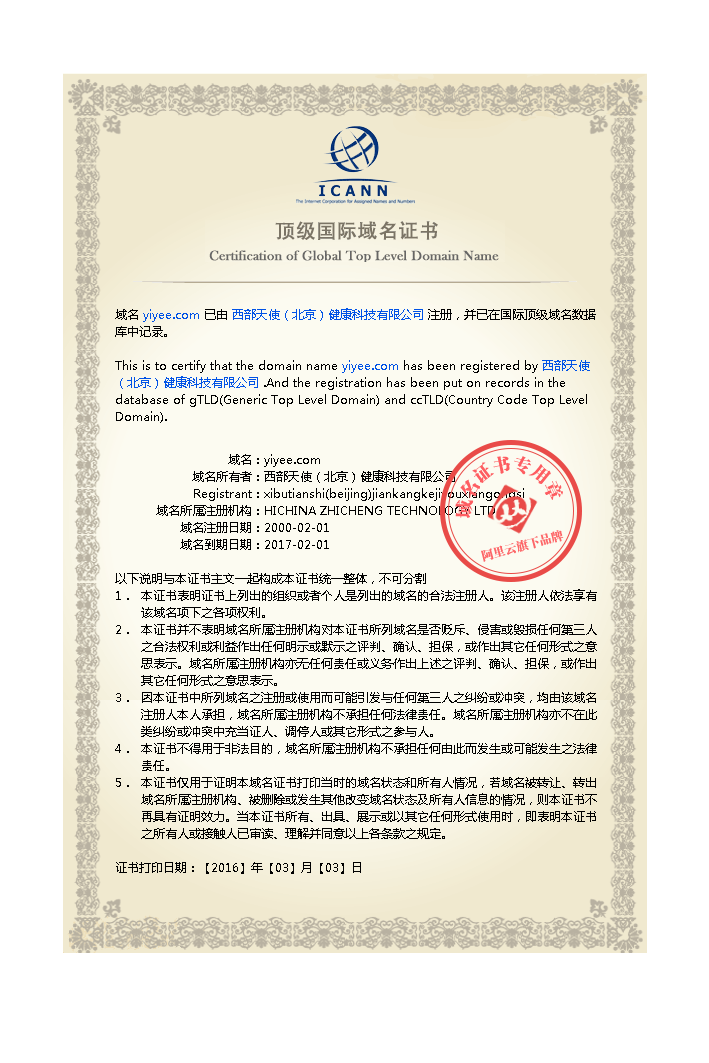 ICANN
The Internet Corporation for Assigned Names and Numbers
顶级国际域名证书
Certification of Global Top Level Domain Name
域名 yiyee.com 已由 西部天使（北京）健康科技有限公司 注册，并已在国际顶级域名数据
库中记录。
This is to certify that the domain name yiyee.com has been registered by 西部天使
（北京）健康科技有限公司 .And the registration has been put on records in the
database of gTLD(Generic Top Level Domain) and ccTLD(Country Code Top Level
Domain).
域名：yiyee.com
域名所有者：西部天使（北京）健康科技有限公司
Registrant：xibutianshi(beijing)jiankangkejiyouxiangongsi
域名所属注册机构：HICHINA ZHICHENG TECHNOLOGY LTD.
域名注册日期：2000-02-01
域名到期日期：2017-02-01
域名证书专用章
阿里云旗下品牌
以下说明与本证书主文一起构成本证书统一整体，不可分割
1． 本证书表明证书上列出的组织或者个人是列出的域名的合法注册人。该注册人依法享有
该域名项下之各项权利。
2． 本证书并不表明域名所属注册机构对本证书所列域名是否贬斥、侵害或毁损任何第三人
之合法权利或利益作出任何明示或默示之评判、确认、担保，或作出其它任何形式之意
思表示。域名所属注册机构亦无任何责任或义务作出上述之评判、确认、担保，或作出
其它任何形式之意思表示。
3． 因本证书中所列域名之注册或使用而可能引发与任何第三人之纠纷或冲突，均由该域名
注册人本人承担，域名所属注册机构不承担任何法律责任。域名所属注册机构亦不在此
类纠纷或冲突中充当证人、调停人或其它形式之参与人。
4． 本证书不得用于非法目的，域名所属注册机构不承担任何由此而发生或可能发生之法律
责任。
5． 本证书仅用于证明本域名证书打印当时的域名状态和所有人情况，若域名被转让、转出
域名所属注册机构、被删除或发生其他改变域名状态及所有人信息的情况，则本证书不
再具有证明效力。当本证书所有、出具、展示或以其它任何形式使用时，即表明本证书
之所有人或接触人已审读、理解并同意以上各条款之规定。
证书打印日期：【2016】年【03】月【03】日